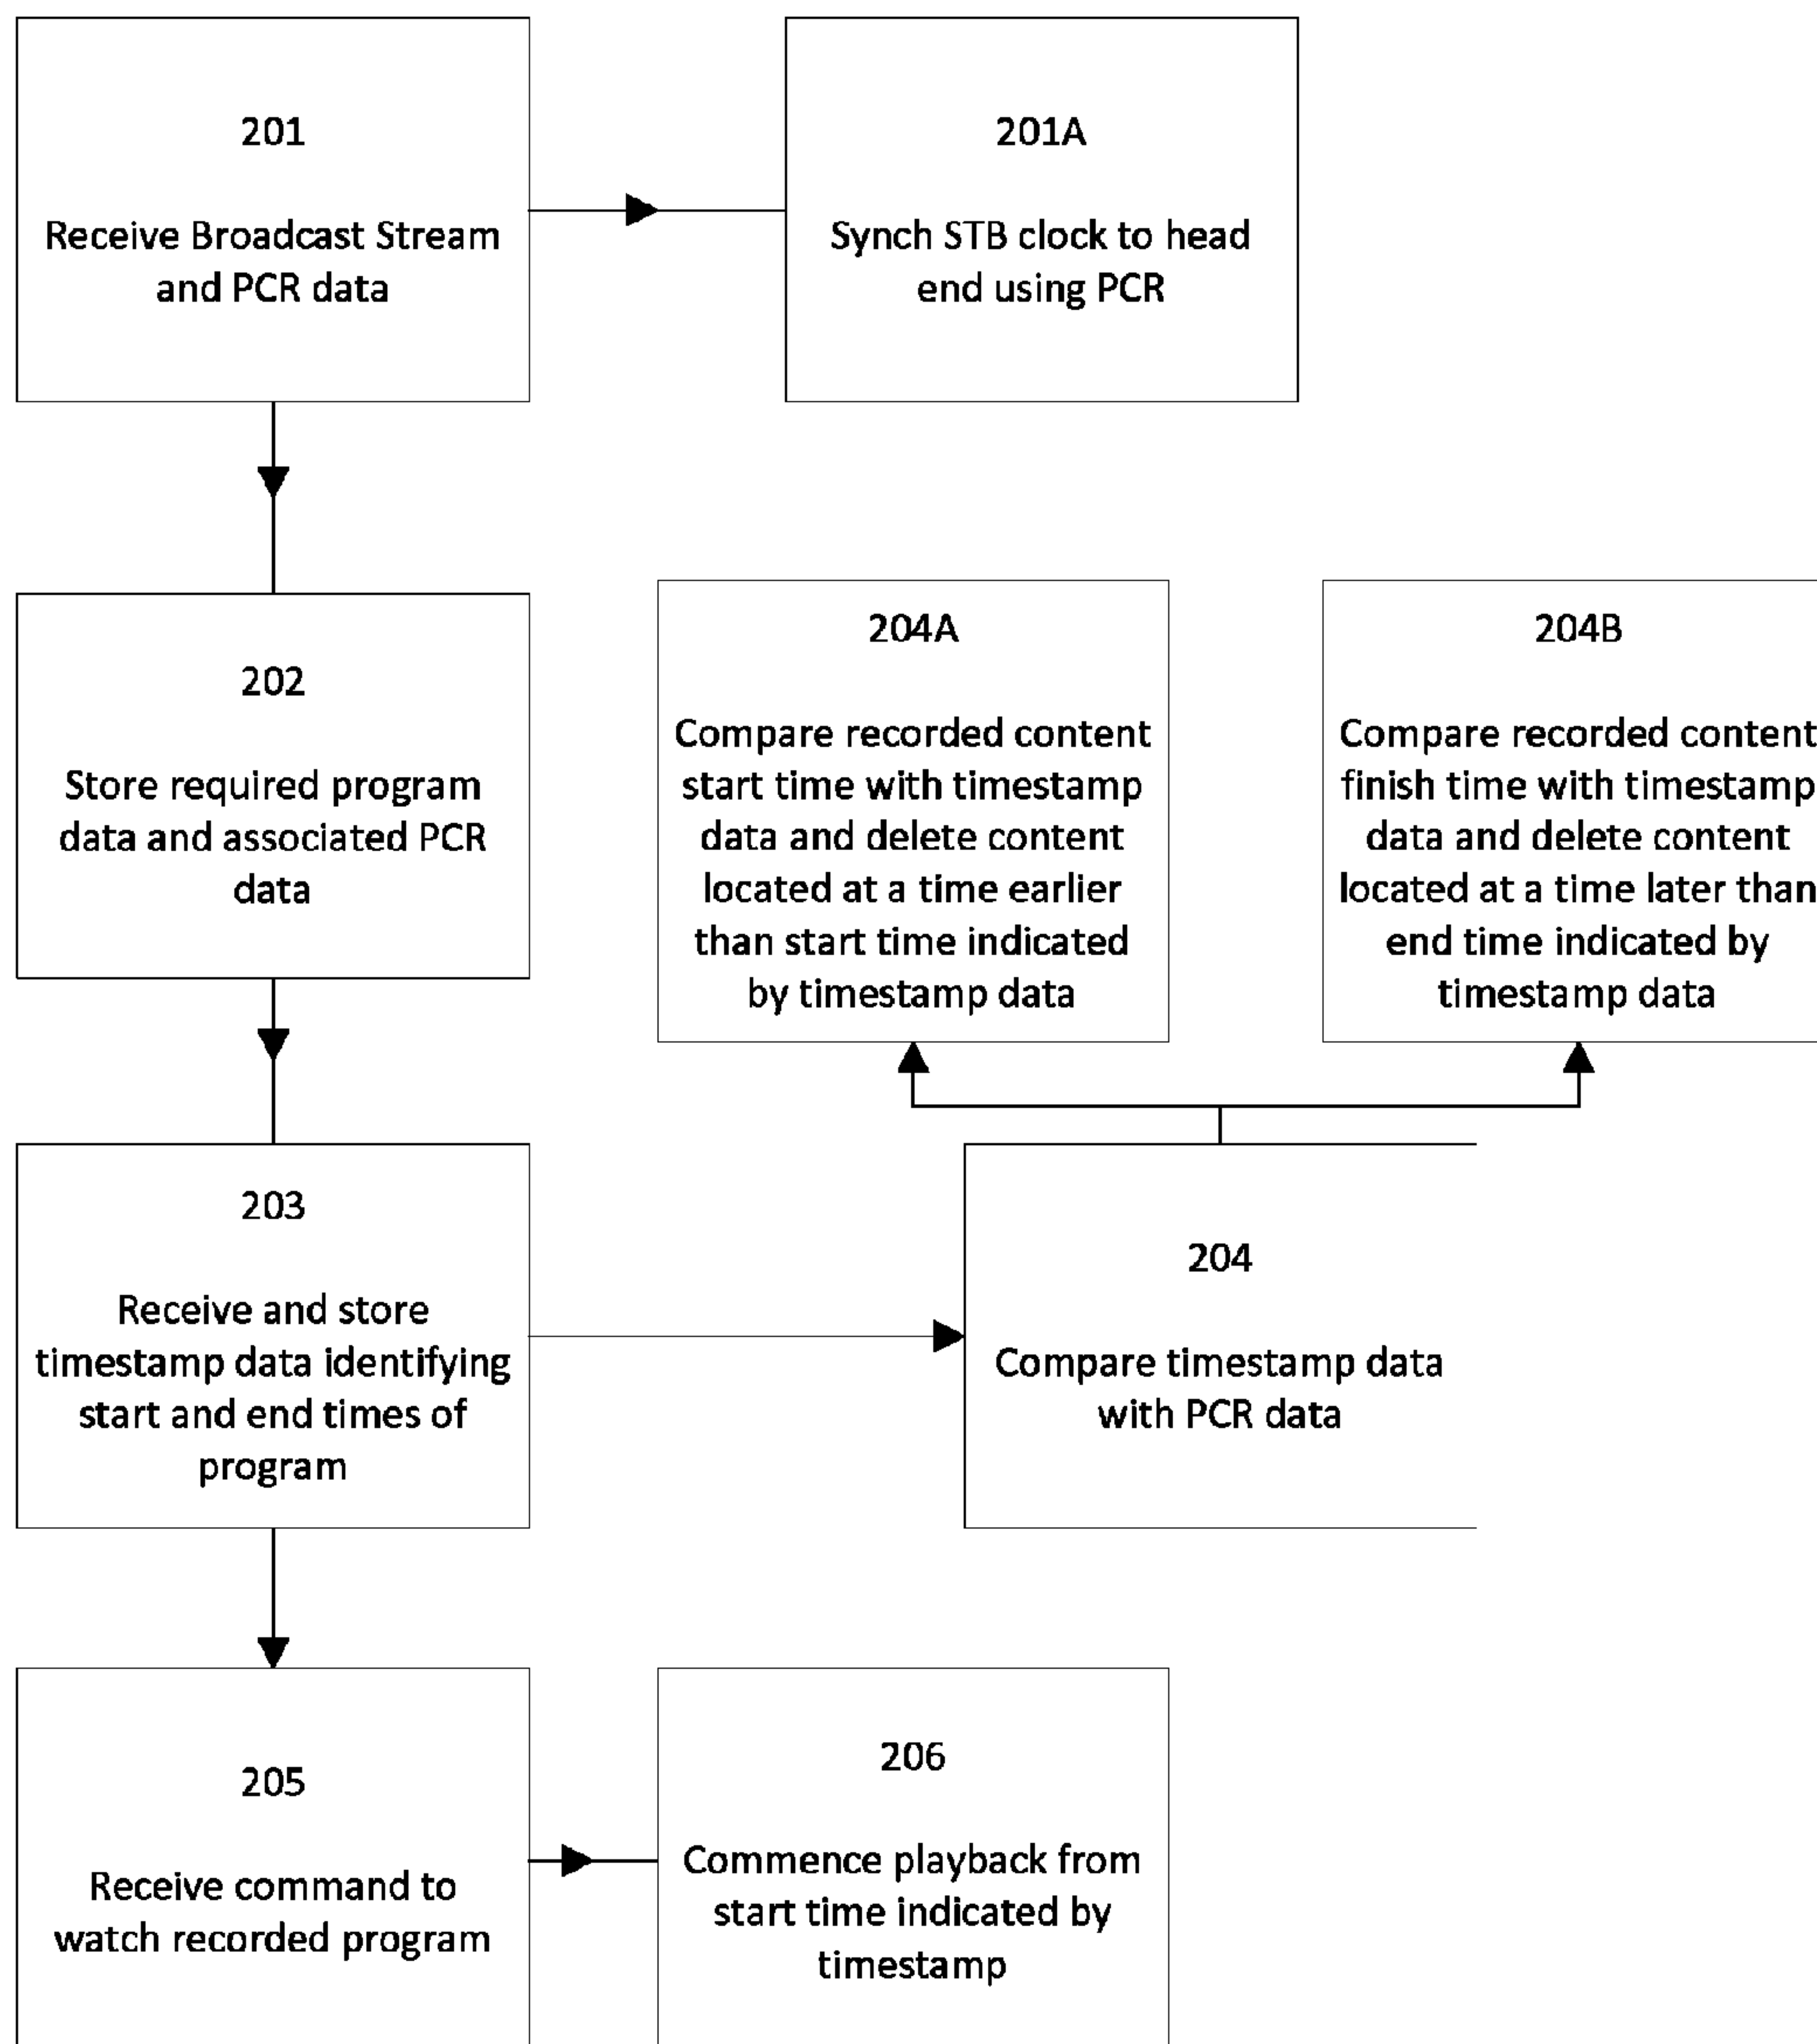 201
Receive Broadcast Stream
and PCR data
201A
Synch STB clock to head
end using PCR
202
Store required program
data and associated PCR
data
204A
Compare recorded content
start time with timestamp
data and delete content
located at a time earlier
than start time indicated
by timestamp data
204B
Compare recorded content
finish time with timestamp
data and delete content
located at a time later than
end time indicated by
timestamp data
203
Receive and store
timestamp data identifying
start and end times of
program
204
Compare timestamp data
with PCR data
205
Receive command to
watch recorded program
206
Commence playback from
start time indicated by
timestamp